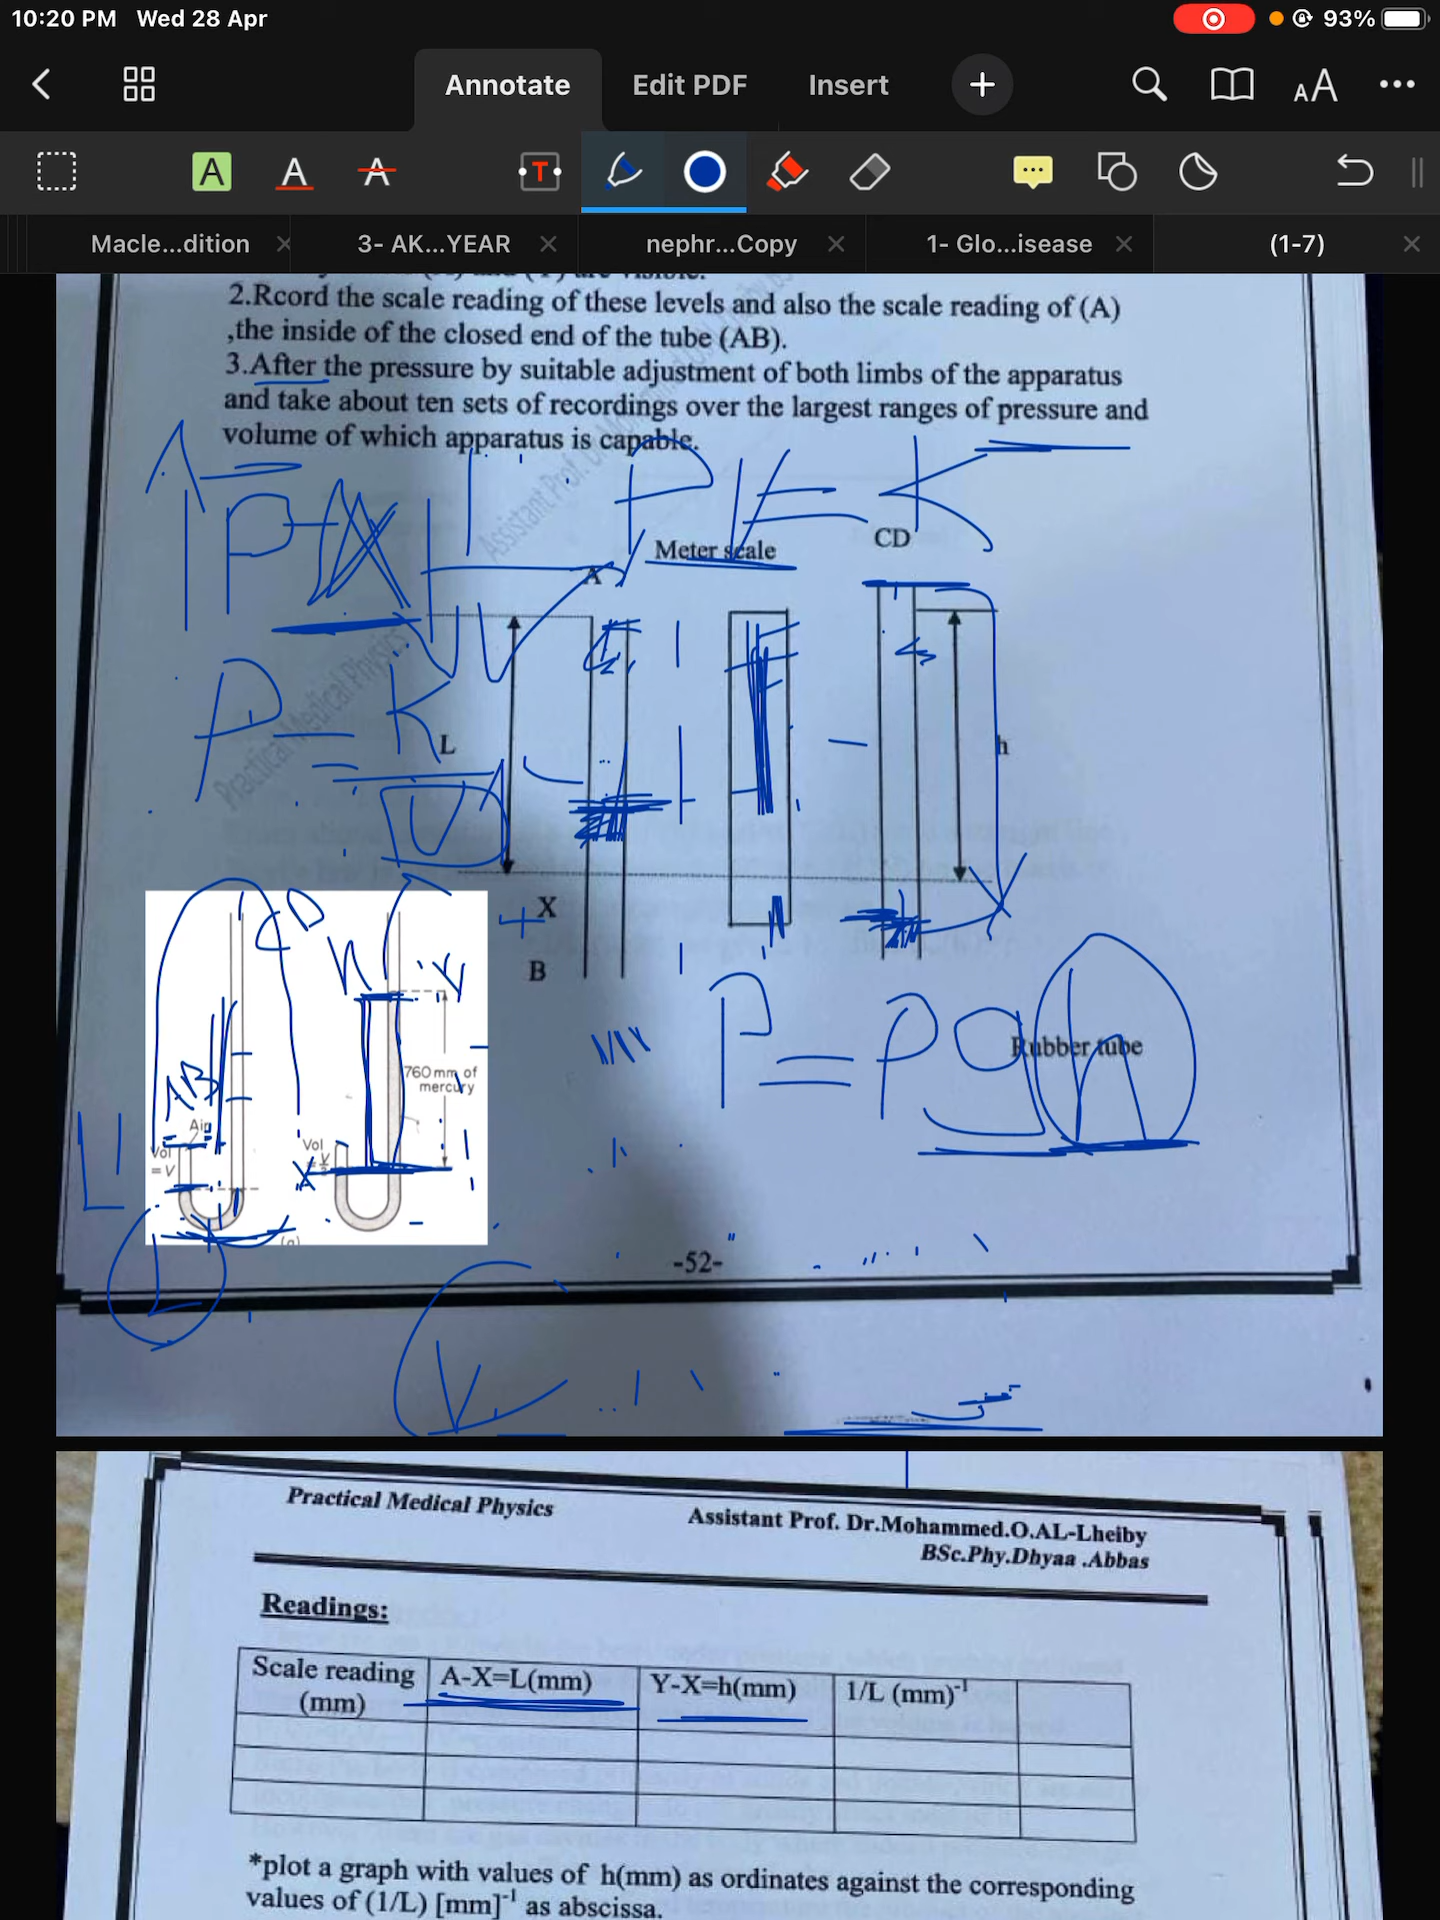 10:20 PM Wed 28 Apr
93%
Annotate
Edit PDF
Insert
Macle...dition
3- AK...YEAR
nephr...Copy
1- Glo...isease
(1-7)
2.Rcord the scale reading of these levels and also the scale reading of (A)
,the inside of the closed end of the tube (AB).
3.After the pressure by suitable adjustment of both limbs of the apparatus
and take about ten sets of recordings over the largest ranges of pressure and
volume of which apparatus is capable.
PV = K
Meter scale
CD
A
P = K
V
L
h
X
B
CD
h
Y
AB
Air
Vol
= V
Vol
760 mm of
mercury
X
(a)
P = ρgh
Rubber tube
L
-52-
V
Practical Medical Physics
Assistant Prof. Dr.Mohammed.O.AL-Lheiby
BSc.Phy.Dhyaa .Abbas
Readings:
Scale reading (mm)
A-X=L(mm)
Y-X=h(mm)
1/L (mm)⁻¹
*plot a graph with values of h(mm) as ordinates against the corresponding
values of (1/L) [mm]⁻¹ as abscissa.